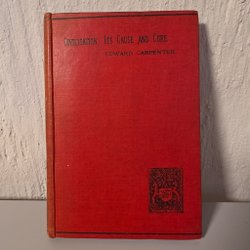 CIVILISATION: ITS CAUSE AND CURE
EDWARD CARPENTER